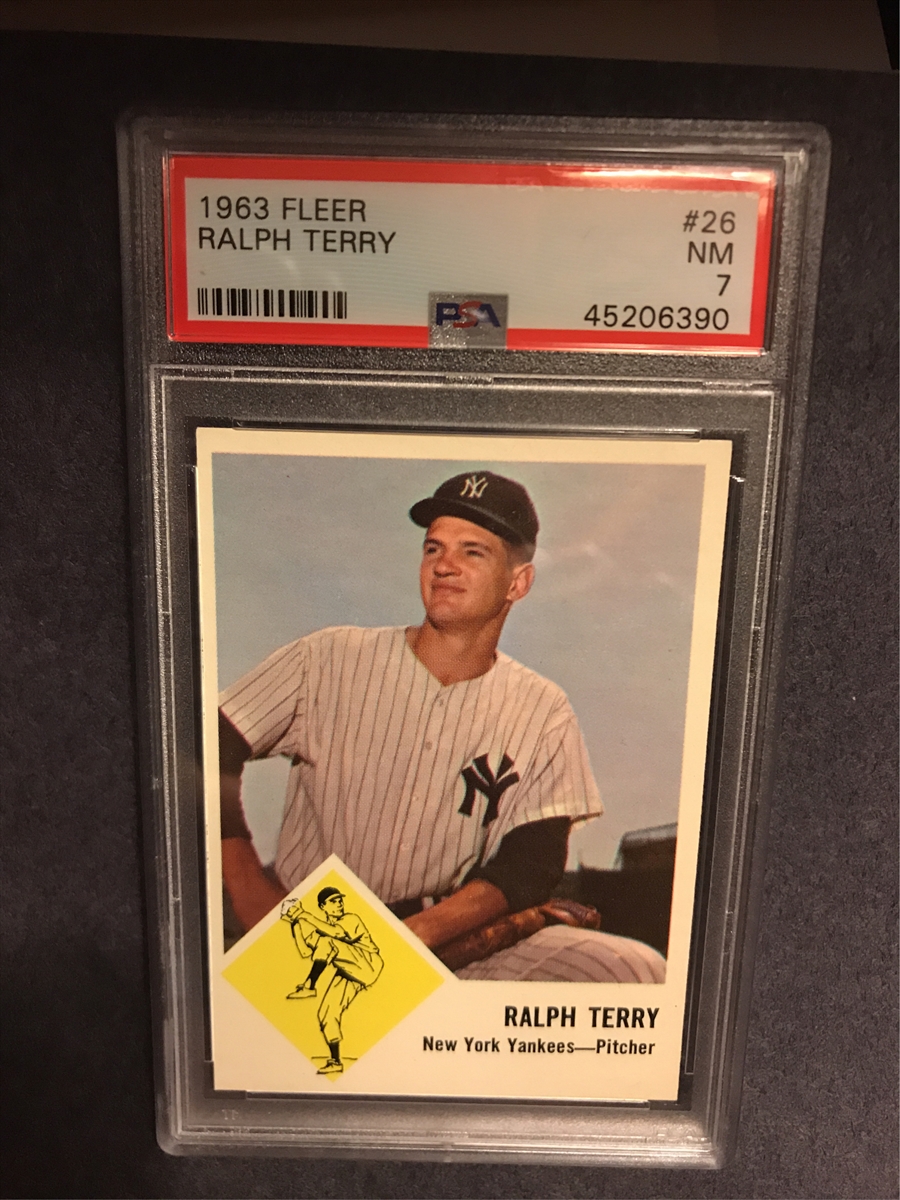 1963 FLEER
RALPH TERRY
#26
NM
7
45206390
PSA
NY
NY
RALPH TERRY
New York Yankees—Pitcher